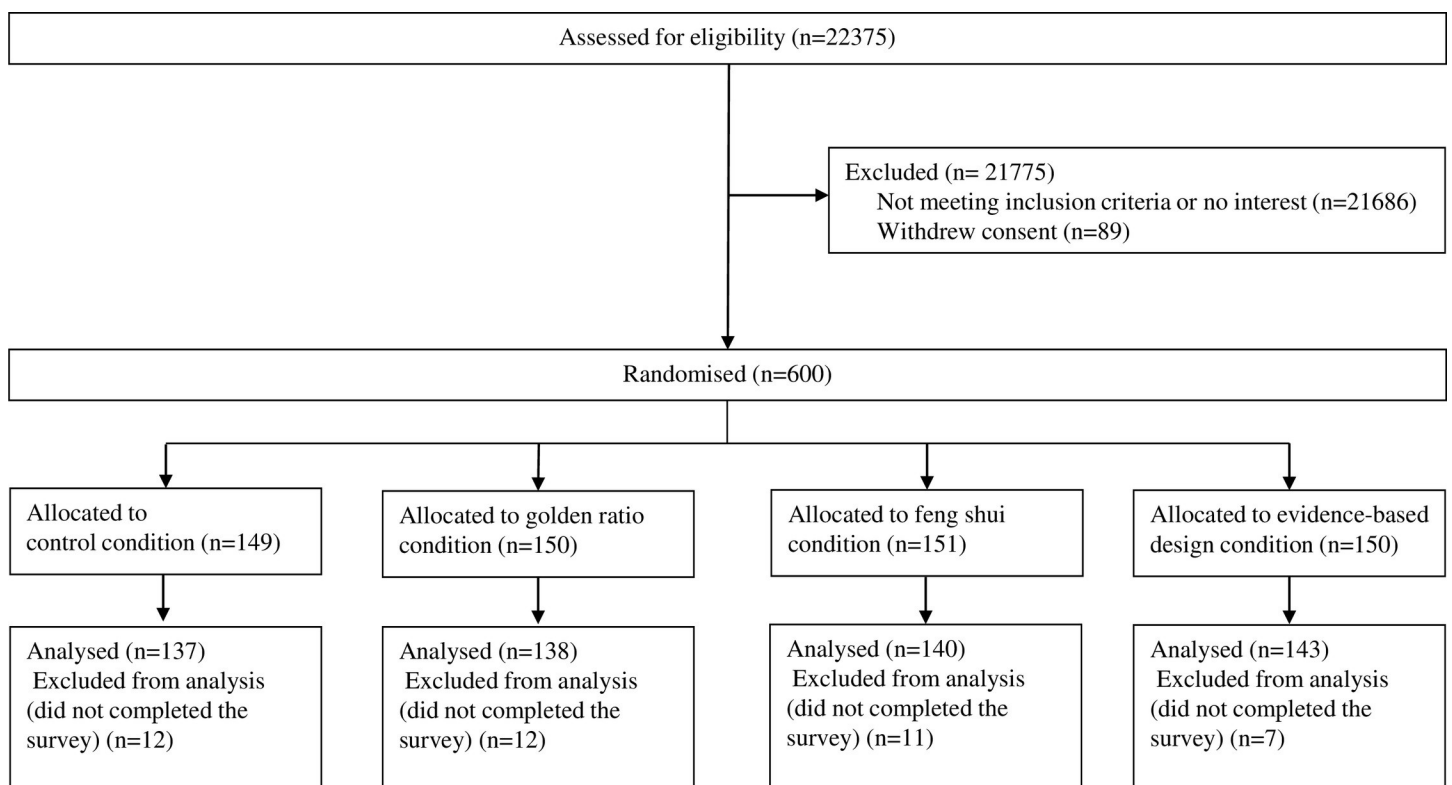 Assessed for eligibility (n=22375)
Excluded (n= 21775)
Not meeting inclusion criteria or no interest (n=21686)
Withdrew consent (n=89)
Randomised (n=600)
Allocated to
control condition (n=149)
Allocated to golden ratio
condition (n=150)
Allocated to feng shui
condition (n=151)
Allocated to evidence-based
design condition (n=150)
Analysed (n=137)
Excluded from analysis
(did not completed the
survey) (n=12)
Analysed (n=138)
Excluded from analysis
(did not completed the
survey) (n=12)
Analysed (n=140)
Excluded from analysis
(did not completed the
survey) (n=11)
Analysed (n=143)
Excluded from analysis
(did not completed the
survey) (n=7)